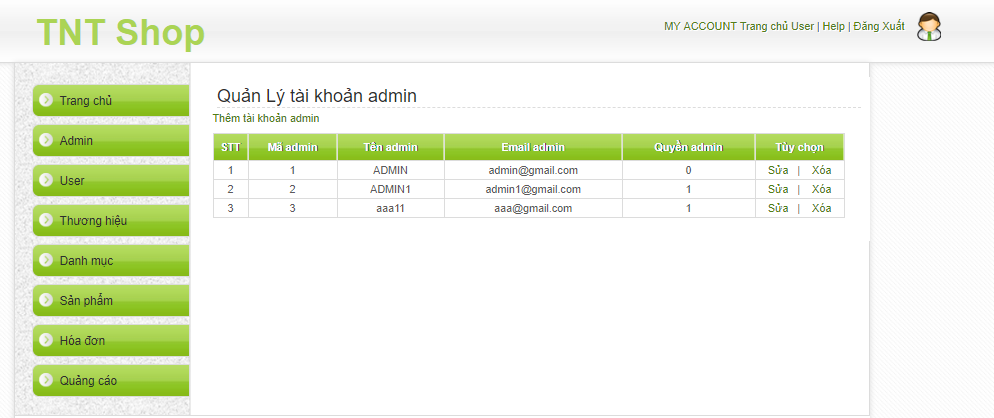 TNT Shop
MY ACCOUNT Trang chủ User | Help | Đăng Xuất
Trang chủ
Admin
User
Thương hiệu
Danh mục
Sản phẩm
Hóa đơn
Quảng cáo
Quản Lý tài khoản admin
Thêm tài khoản admin
STT Mã admin Tên admin Email admin Quyền admin Tùy chọn
1 1 ADMIN admin@gmail.com 0 Sửa | Xóa
2 2 ADMIN1 admin1@gmail.com 1 Sửa | Xóa
3 3 aaa11 aaa@gmail.com 1 Sửa | Xóa